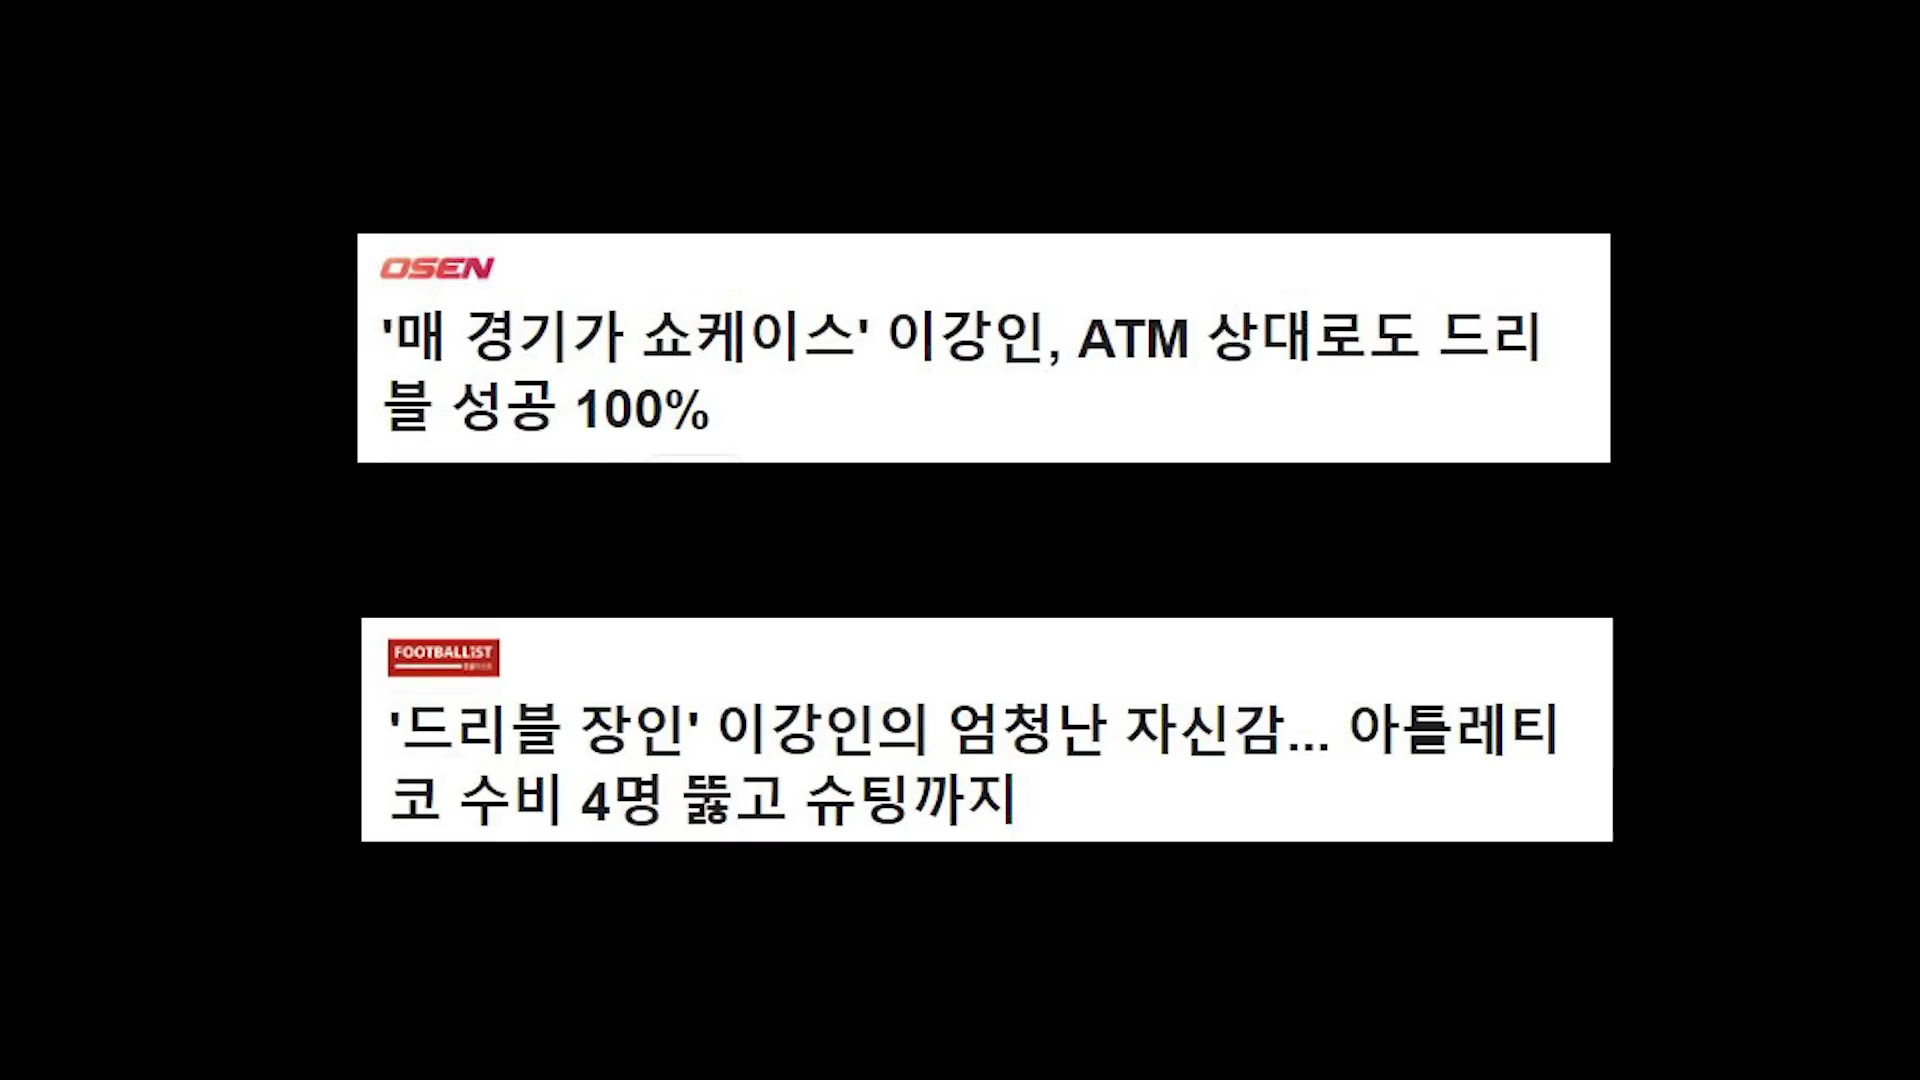 OSEN
'매 경기가 쇼케이스' 이강인, ATM 상대로도 드리
블 성공 100%
FOOTBALLIST
'드리블 장인' 이강인의 엄청난 자신감... 아틀레티
코 수비 4명 뚫고 슈팅까지